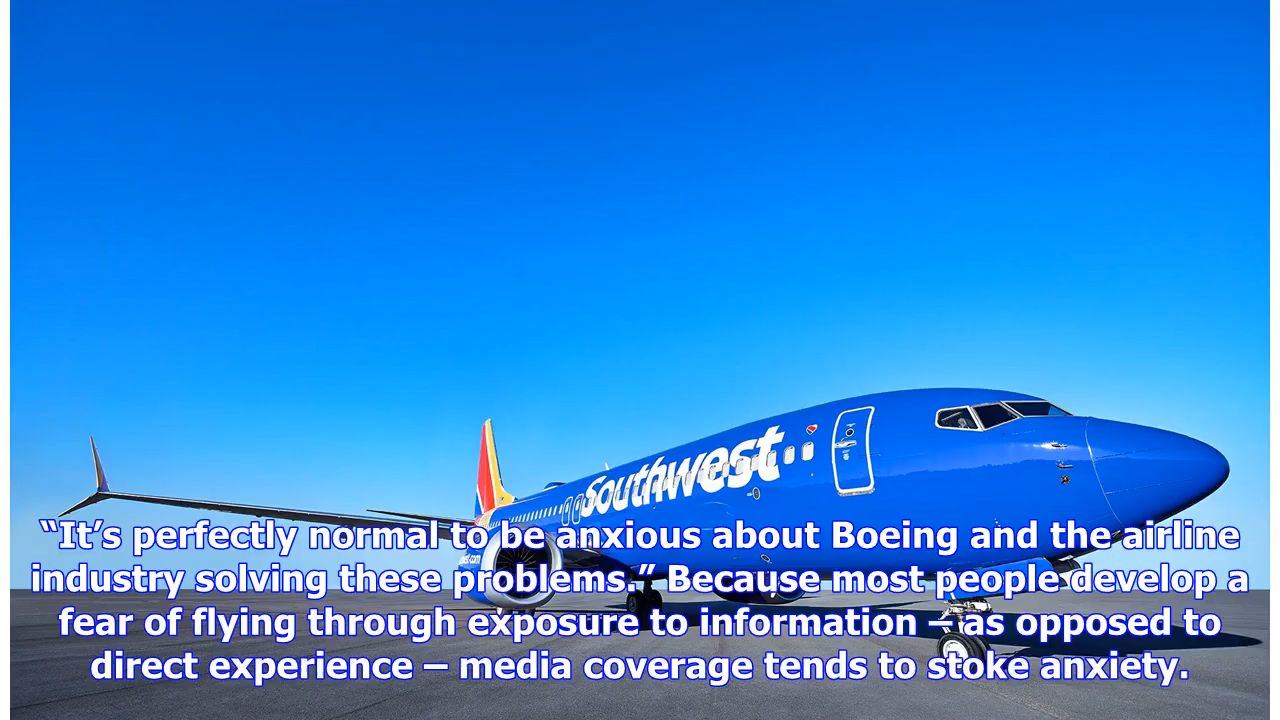 Southwest
“It’s perfectly normal to be anxious about Boeing and the airline
industry solving these problems.” Because most people develop a
fear of flying through exposure to information – as opposed to
direct experience – media coverage tends to stoke anxiety.